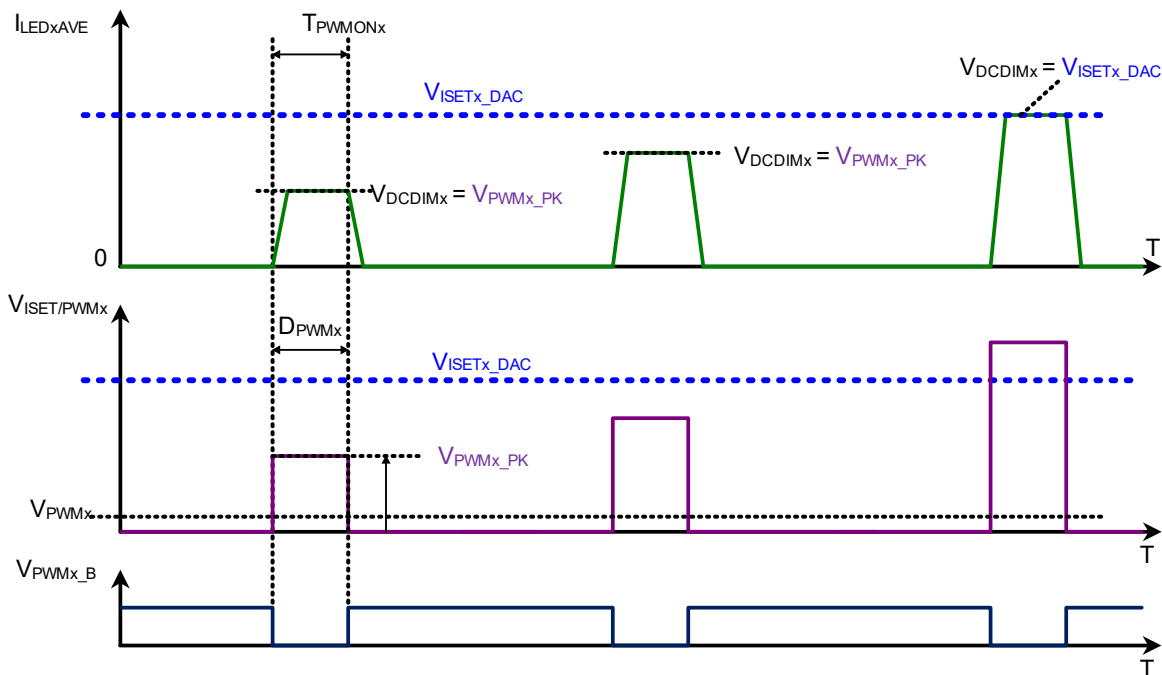 ILEDxAVE
TPWMONx
VDCDIMx = VISETx_DAC
VISETx_DAC
VDCDIMx = VPWMx_PK
VDCDIMx = VPWMx_PK
0
T
VISET/PWMx
DPWMx
VISETx_DAC
VPWMx_PK
VPWMx
T
VPWMx_B
T